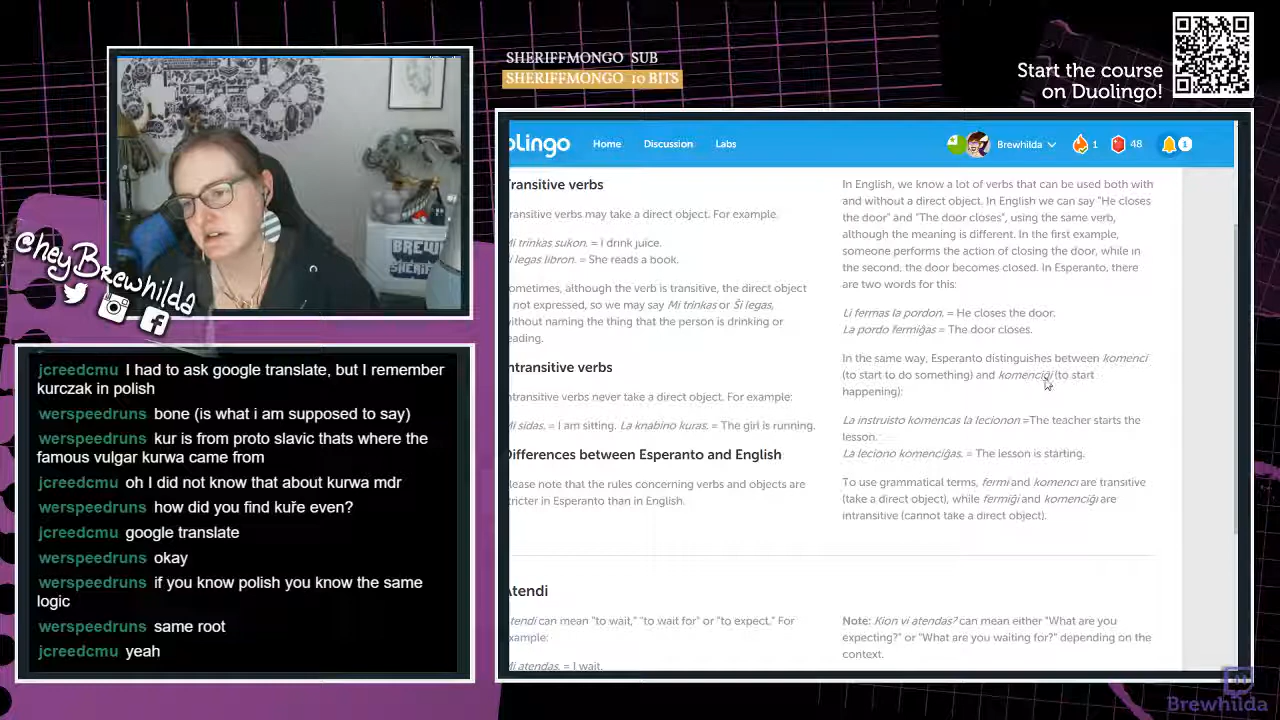 SHERIFFMONGO SUB
SHERIFFMONGO 10 BITS
Start the course
on Duolingo!
@heyBrewhilda
BREW
SHERIF
olingo
Home
Discussion
Labs
Brewhilda
1
48
1
Transitive verbs
ransitive verbs may take a direct object. For example.
Mi trinkas sukon. = I drink juice.
i legas libron. = She reads a book.
ometimes, although the verb is transitive, the direct object
not expressed, so we may say Mi trinkas or Ŝi legas,
without naming the thing that the person is drinking or
eading.
ntransitive verbs
ntransitive verbs never take a direct object. For example:
Mi sidas. = I am sitting. La knabino kuras. = The girl is running.
Differences between Esperanto and English
lease note that the rules concerning verbs and objects are
tricter in Esperanto than in English.
Atendi
tendi can mean "to wait," "to wait for" or "to expect." For
xample:
Mi atendas. = I wait.
In English, we know a lot of verbs that can be used both with
and without a direct object. In English we can say "He closes
the door" and "The door closes", using the same verb,
although the meaning is different. In the first example,
someone performs the action of closing the door, while in
the second, the door becomes closed. In Esperanto, there
are two words for this:
Li fermas la pordon. = He closes the door.
La pordo fermiĝas = The door closes.
In the same way, Esperanto distinguishes between komenci
(to start to do something) and komenciĝi (to start
happening):
La instruisto komencas la lecionon =The teacher starts the
lesson.
La leciono komenciĝas. = The lesson is starting.
To use grammatical terms, fermi and komenci are transitive
(take a direct object), while fermiĝi and komenciĝi are
intransitive (cannot take a direct object).
Note: Kion vi atendas? can mean either "What are you
expecting?" or "What are you waiting for?" depending on the
context.
jcreedcmu I had to ask google translate, but I remember
kurczak in polish
werspeedruns bone (is what i am supposed to say)
werspeedruns kur is from proto slavic thats where the
famous vulgar kurwa came from
jcreedcmu oh I did not know that about kurwa mdr
werspeedruns how did you find kuře even?
jcreedcmu google translate
werspeedruns okay
werspeedruns if you know polish you know the same
logic
werspeedruns same root
jcreedcmu yeah
Brewhilda